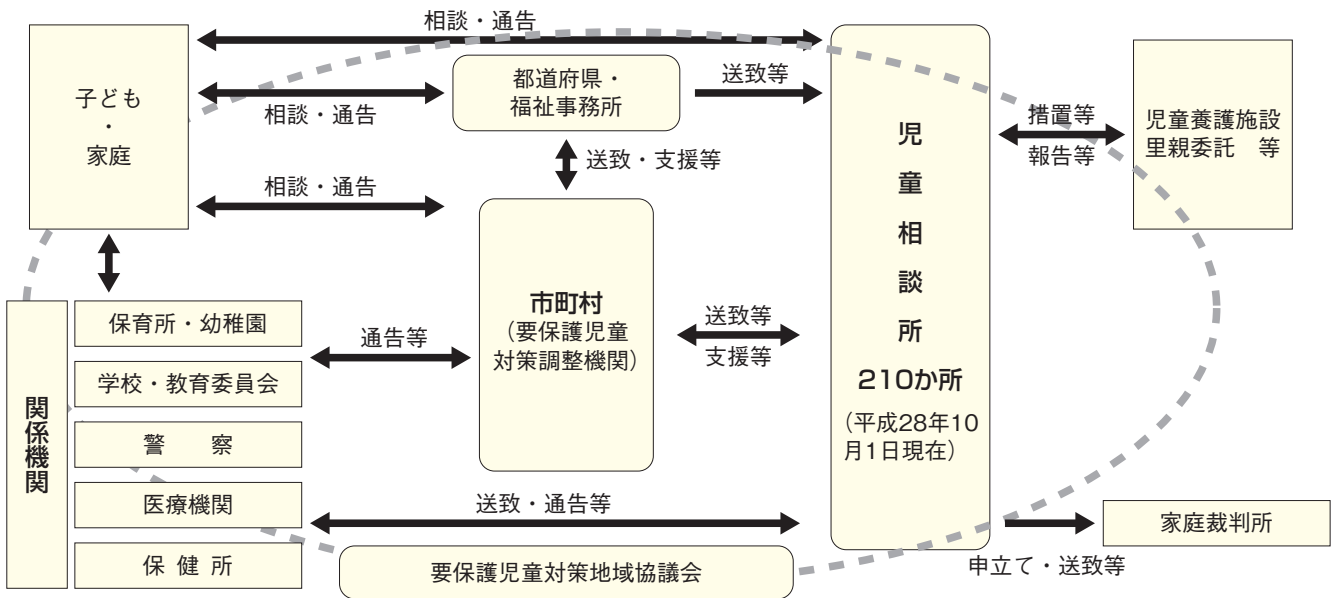 相談・通告
子ども
・
家庭
相談・通告
都道府県・
福祉事務所
送致等
送致・支援等
相談・通告
児童相談所
210か所
(平成28年10
月1日現在)
措置等
報告等
児童養護施設
里親委託　等
関係機関
保育所・幼稚園
学校・教育委員会
警　　察
医療機関
保 健 所
通告等
市町村
(要保護児童
対策調整機関)
送致等
支援等
送致・通告等
要保護児童対策地域協議会
家庭裁判所
申立て・送致等